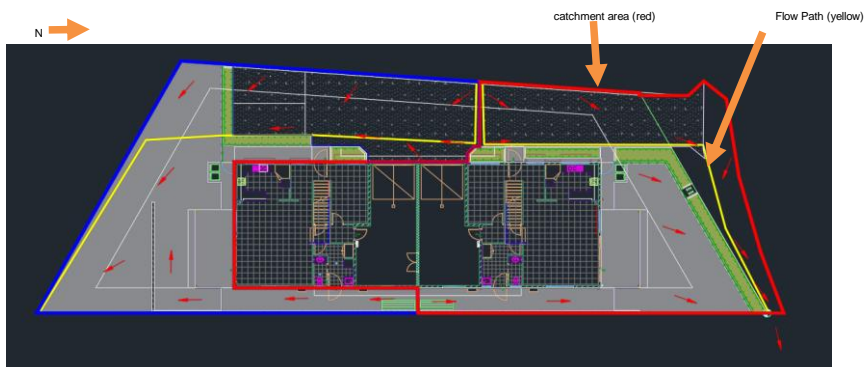 catchment area (red)
Flow Path (yellow)
N